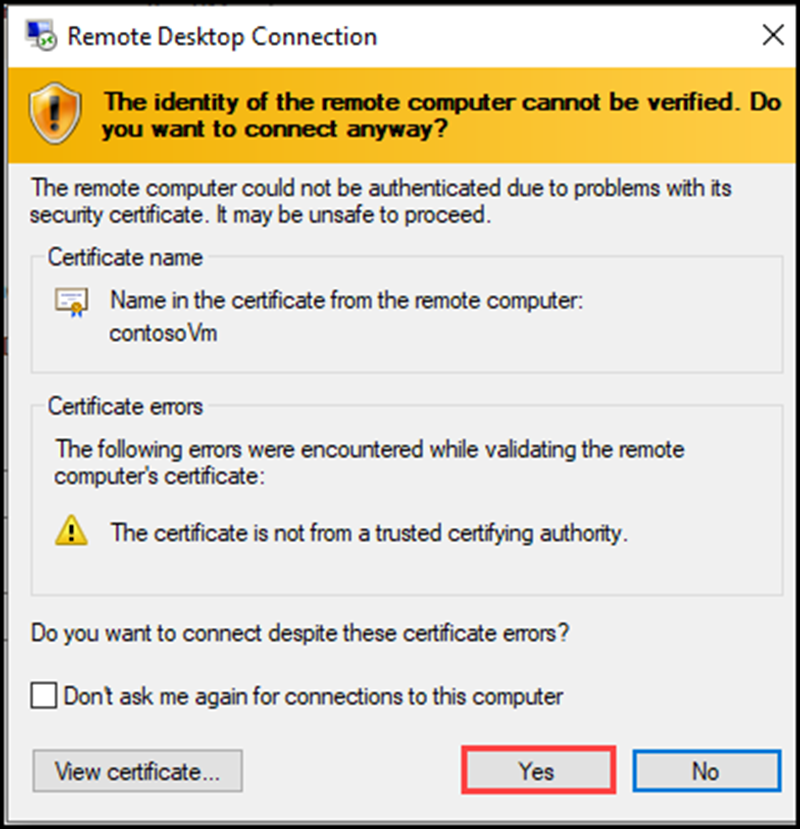 Remote Desktop Connection
The identity of the remote computer cannot be verified. Do
you want to connect anyway?
The remote computer could not be authenticated due to problems with its
security certificate. It may be unsafe to proceed.
Certificate name
Name in the certificate from the remote computer:
contosoVm
Certificate errors
The following errors were encountered while validating the remote
computer's certificate:
The certificate is not from a trusted certifying authority.
Do you want to connect despite these certificate errors?
Don't ask me again for connections to this computer
View certificate...
Yes
No